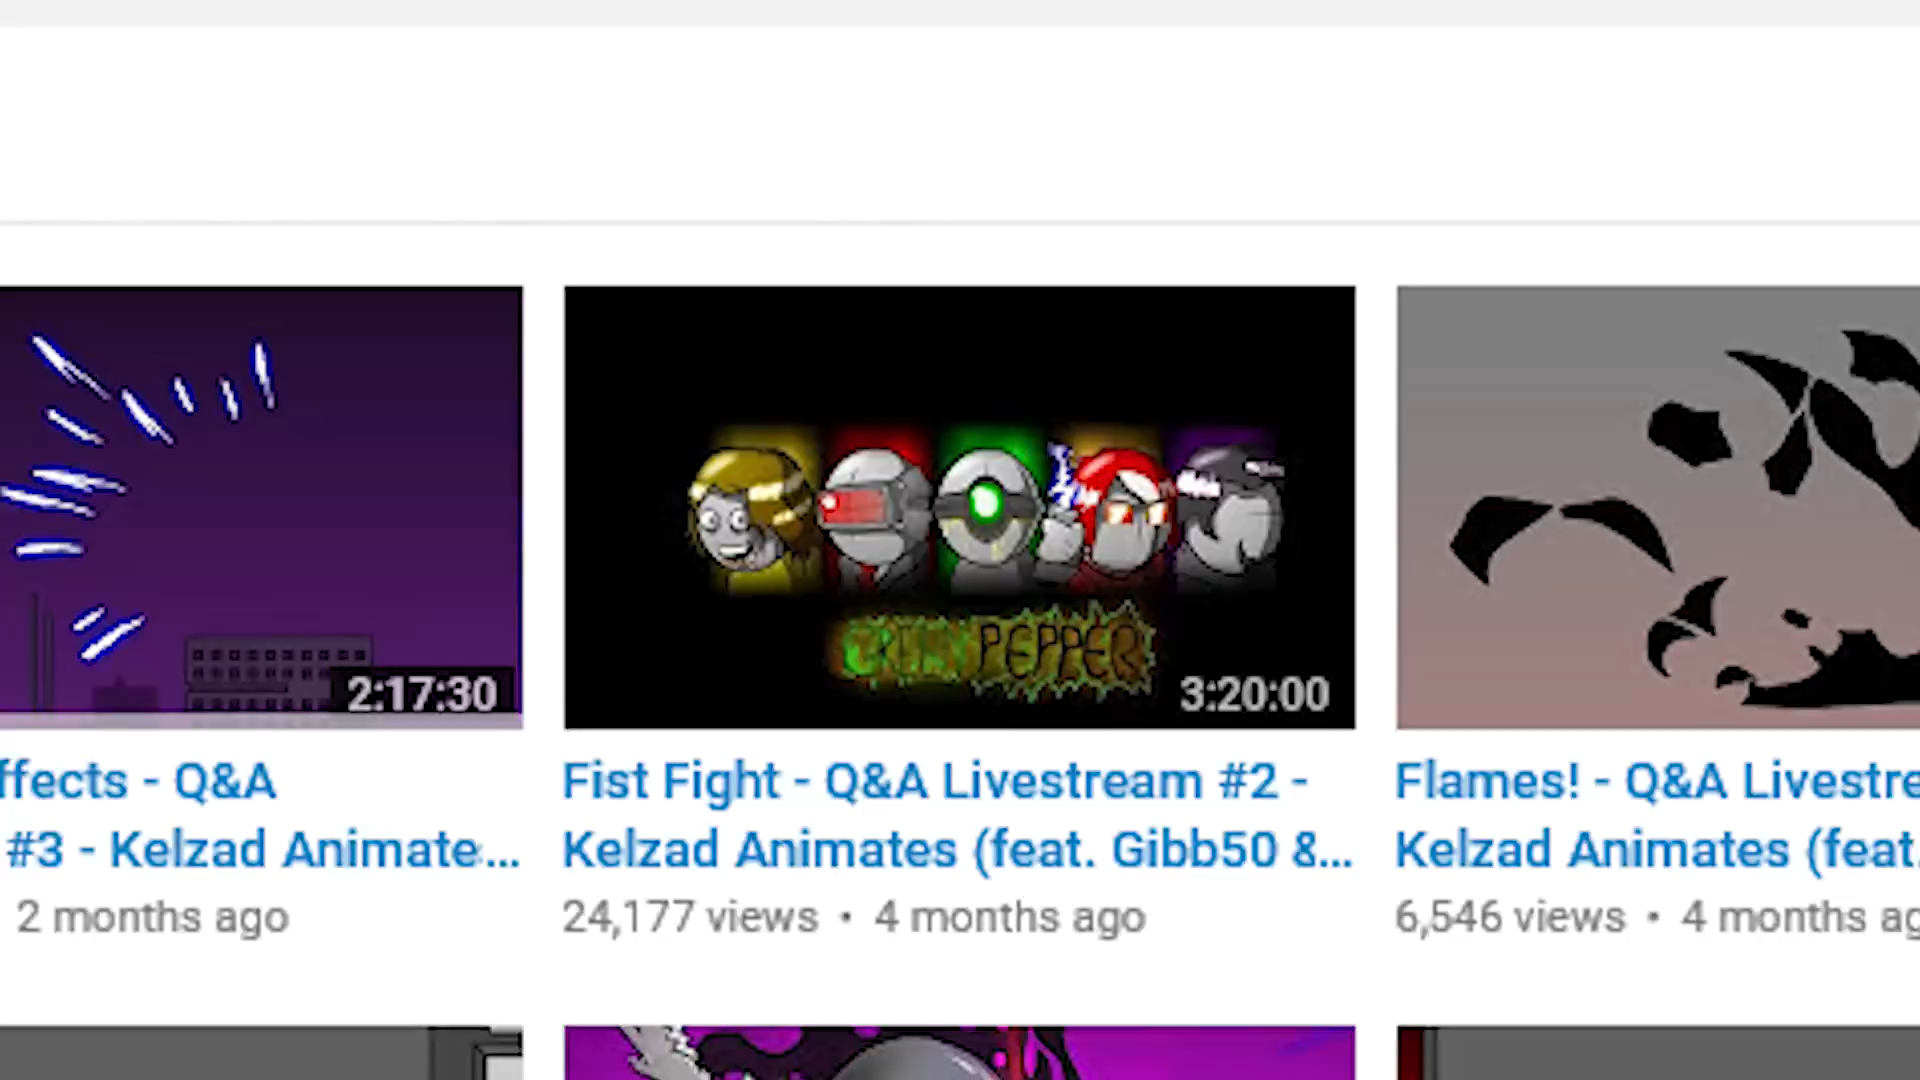 PEPPER
2:17:30
3:20:00
ffects - Q&A
#3 - Kelzad Animate...
2 months ago
Fist Fight - Q&A Livestream #2 -
Kelzad Animates (feat. Gibb50 &...
24,177 views • 4 months ago
Flames! - Q&A Livestre
Kelzad Animates (feat.
6,546 views • 4 months ag